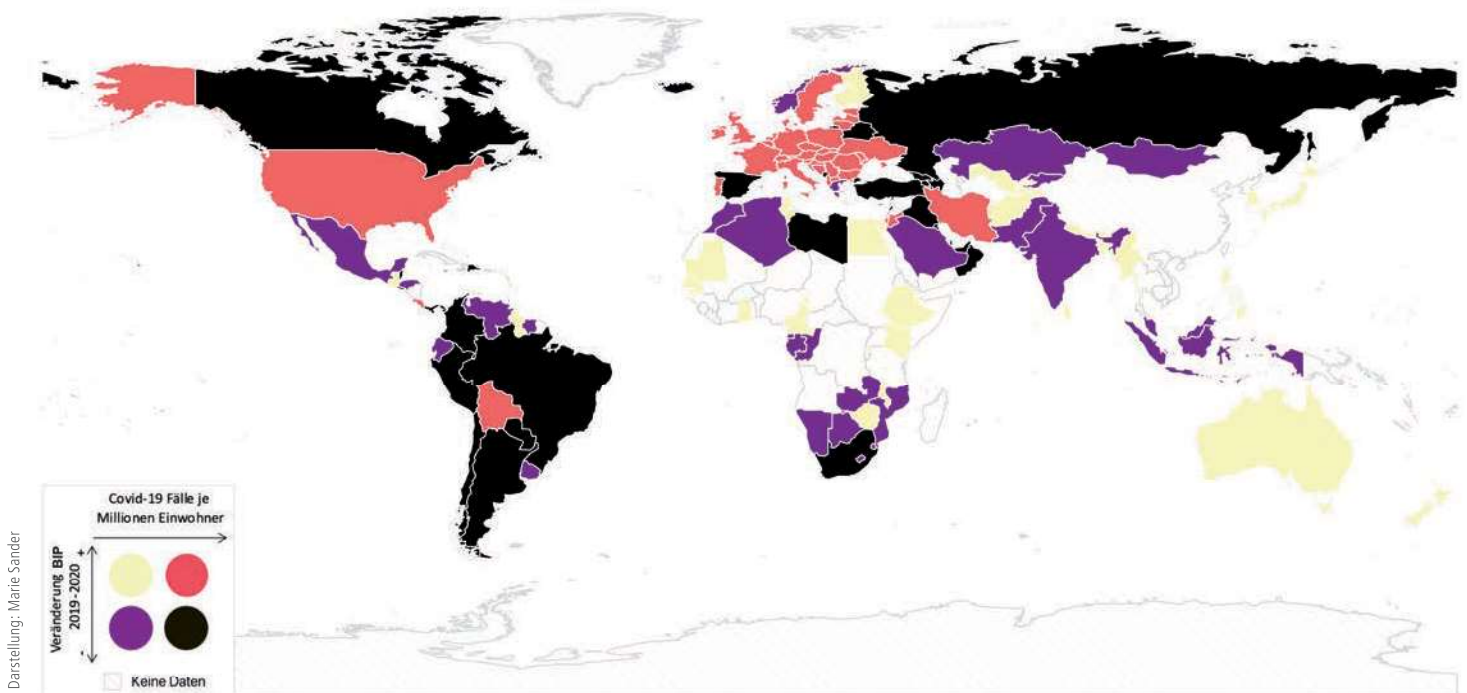 Covid-19 Fälle je
Millionen Einwohner
Veränderung BIP
2019-2020
+
-
Keine Daten
Darstellung: Marie Sander